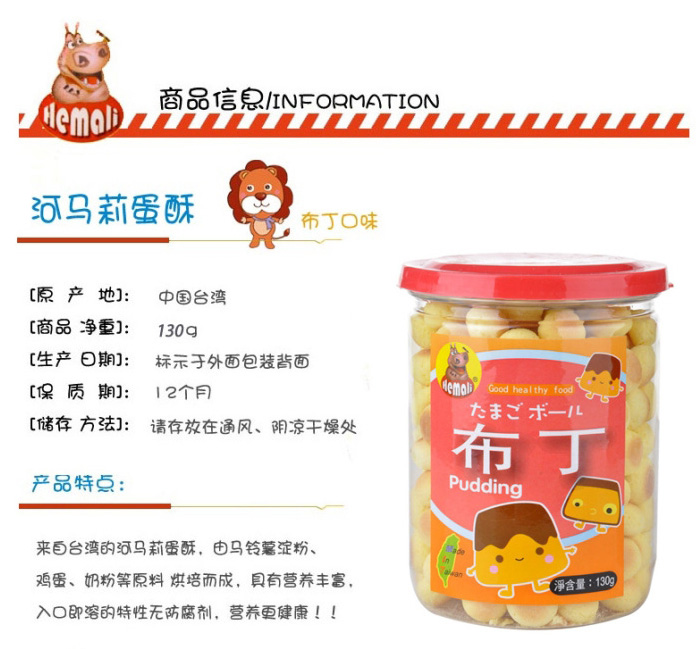 Hemali
商品信息/INFORMATION
河马莉蛋酥
布丁口味
[原 产 地]: 中国台湾
[商品 净重]: 130g
[生产 日期]: 标示于外面包装背面
[保 质 期]: 12个月
[储存 方法]: 请存放在通风、阴凉干燥处
产品特点:
来自台湾的河马莉蛋酥,由马铃薯淀粉、
鸡蛋、奶粉等原料 烘培而成,具有营养丰富,
入口即溶的特性无防腐剂,营养更健康!!
Hemali
Good healthy food
たまごボール
布丁
Pudding
Made
in
Taiwan
淨含量:130g